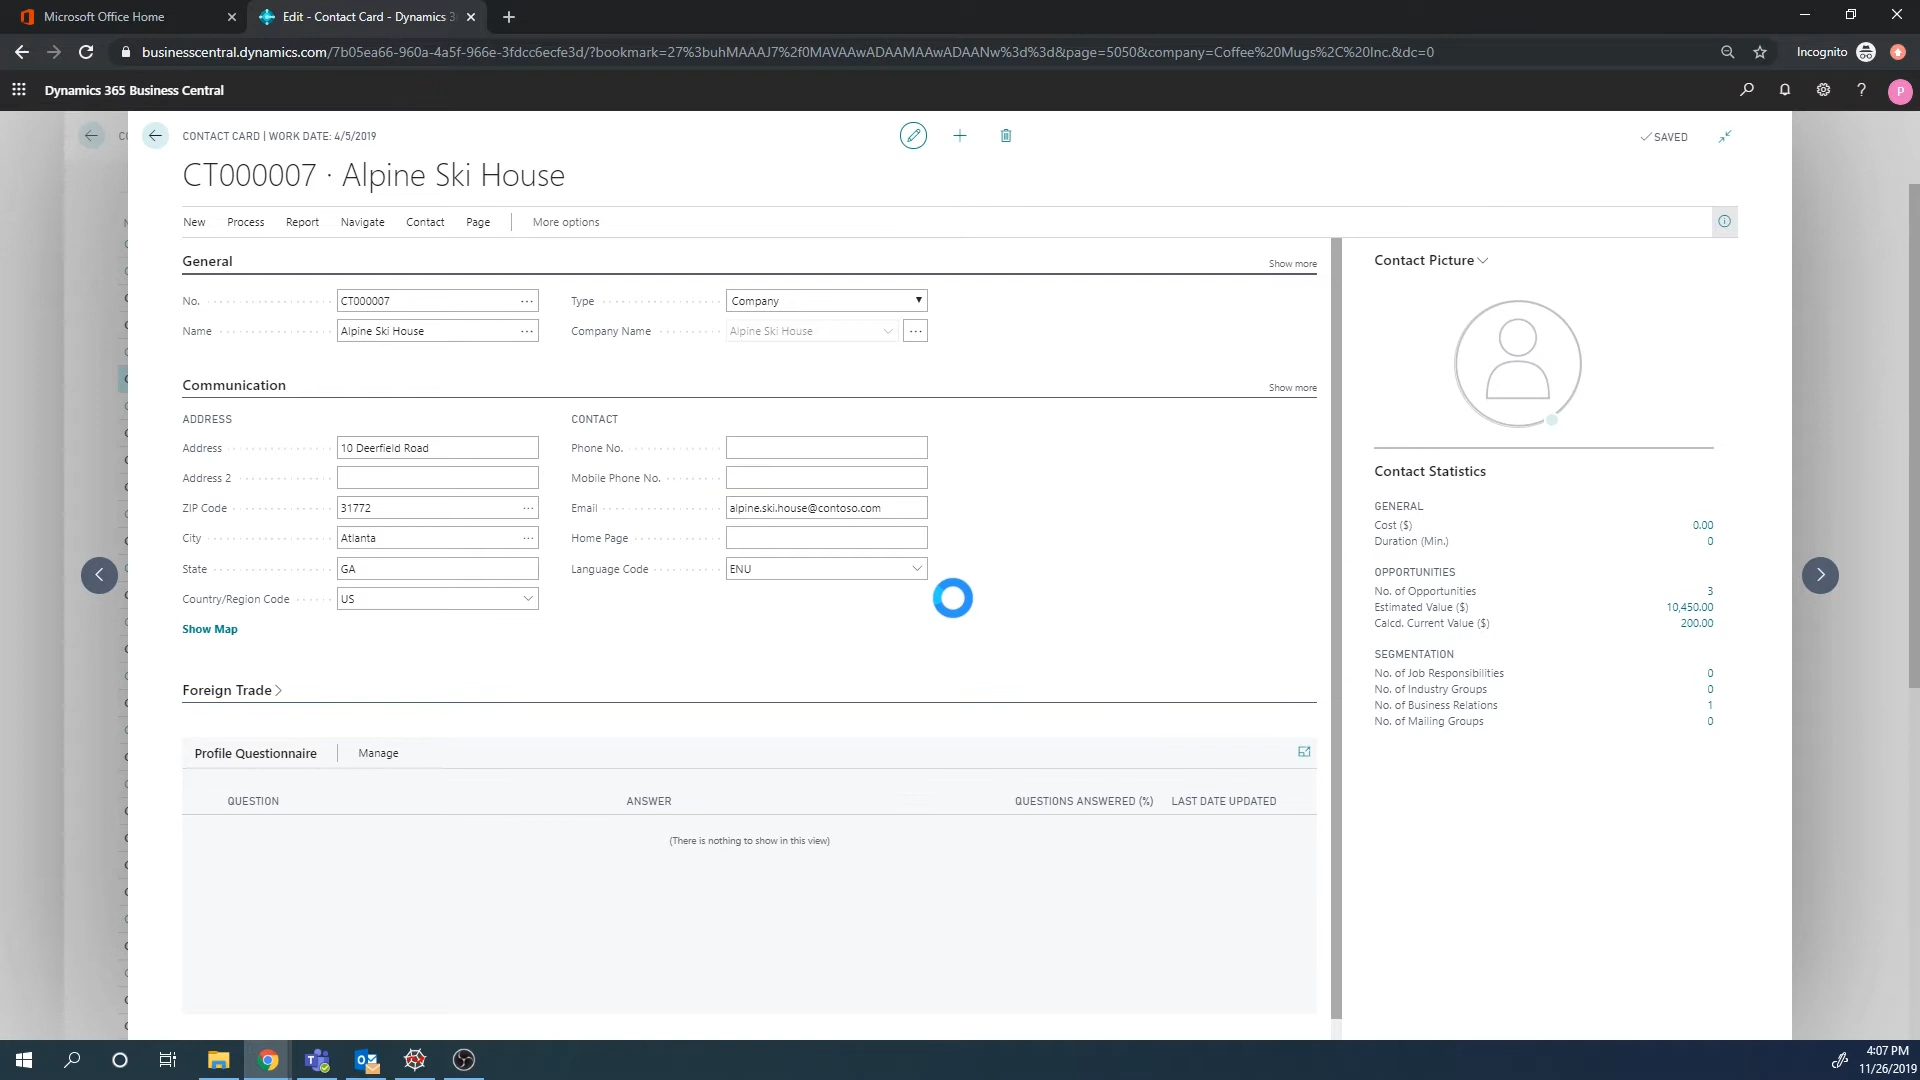 Microsoft Office Home
Edit - Contact Card - Dynamics 3
businesscentral.dynamics.com/7b05ea66-960a-4a5f-966e-3fdcc6ecfe3d/?bookmark=27%3buhMAAAJ7%2f0MAVAAwADAAMAAwADAANw%3d%3d&page=5050&company=Coffee%20Mugs%2C%20Inc.&dc=0
Incognito
Dynamics 365 Business Central
P
CONTACT CARD | WORK DATE: 4/5/2019
SAVED
CT000007 · Alpine Ski House
New Process Report Navigate Contact Page More options
General
Show more
No. CT000007
Type Company
Name Alpine Ski House
Company Name Alpine Ski House
Communication
Show more
ADDRESS
CONTACT
Address 10 Deerfield Road
Phone No.
Address 2
Mobile Phone No.
ZIP Code 31772
Email alpine.ski.house@contoso.com
City Atlanta
Home Page
State GA
Language Code ENU
Country/Region Code US
Show Map
Foreign Trade
Profile Questionnaire Manage
QUESTION ANSWER QUESTIONS ANSWERED (%) LAST DATE UPDATED
(There is nothing to show in this view)
Contact Picture
Contact Statistics
GENERAL
Cost ($) 0.00
Duration (Min.) 0
OPPORTUNITIES
No. of Opportunities 3
Estimated Value ($) 10,450.00
Calcd. Current Value ($) 200.00
SEGMENTATION
No. of Job Responsibilities 0
No. of Industry Groups 0
No. of Business Relations 1
No. of Mailing Groups 0
4:07 PM
11/26/2019